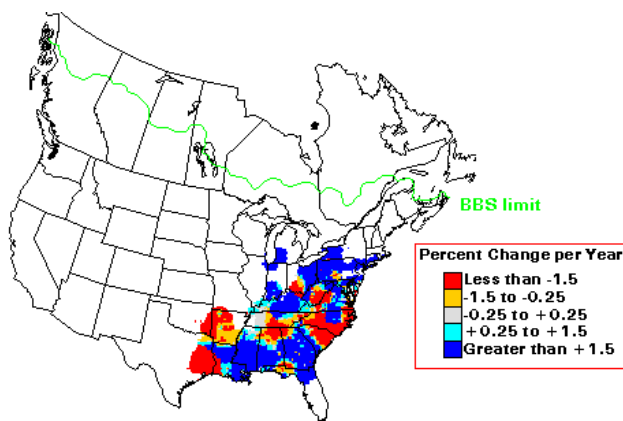 BBS limit
Percent Change per Year
Less than -1.5
-1.5 to -0.25
-0.25 to +0.25
+0.25 to +1.5
Greater than +1.5